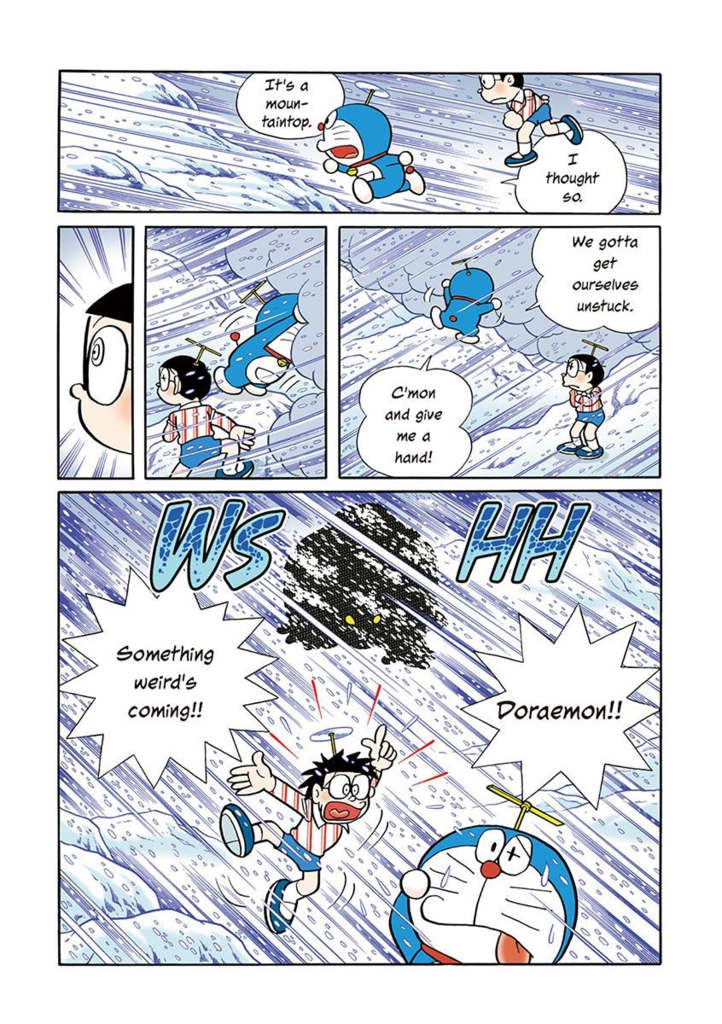 It's a
moun-
taintop.
I
thought
so.
We gotta
get
ourselves
unstuck.
C'mon
and give
me a
hand!
WS HH
Something
weird's
coming!!
Doraemon!!